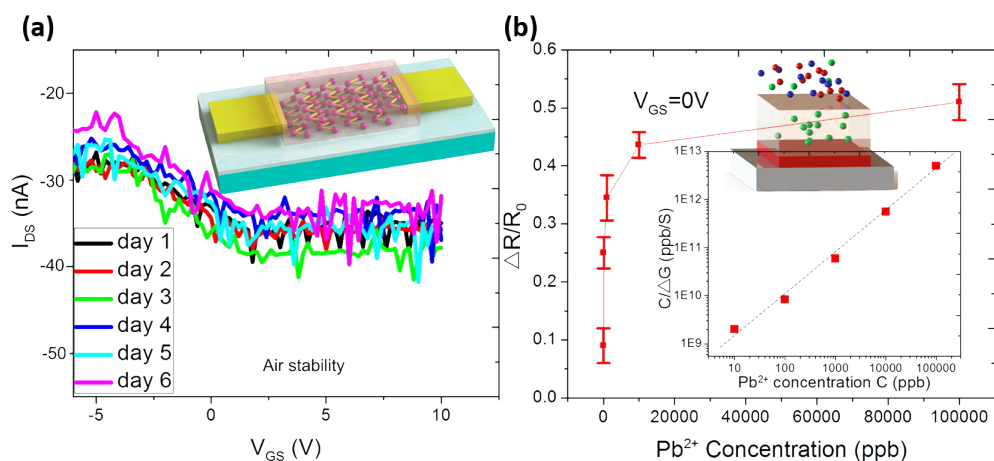 (a)
-20
-30
-40
-50
I_DS (nA)
day 1
day 2
day 3
day 4
day 5
day 6
Air stability
-5
0
5
10
V_GS (V)
(b)
0.6
0.5
0.4
0.3
0.2
0.1
0.0
△R/R₀
V_GS=0V
1E13
1E12
1E11
1E10
1E9
C/△G (ppb/S)
10
100
1000
10000
100000
Pb²⁺ concentration C (ppb)
0
20000
40000
60000
80000
100000
Pb²⁺ Concentration (ppb)